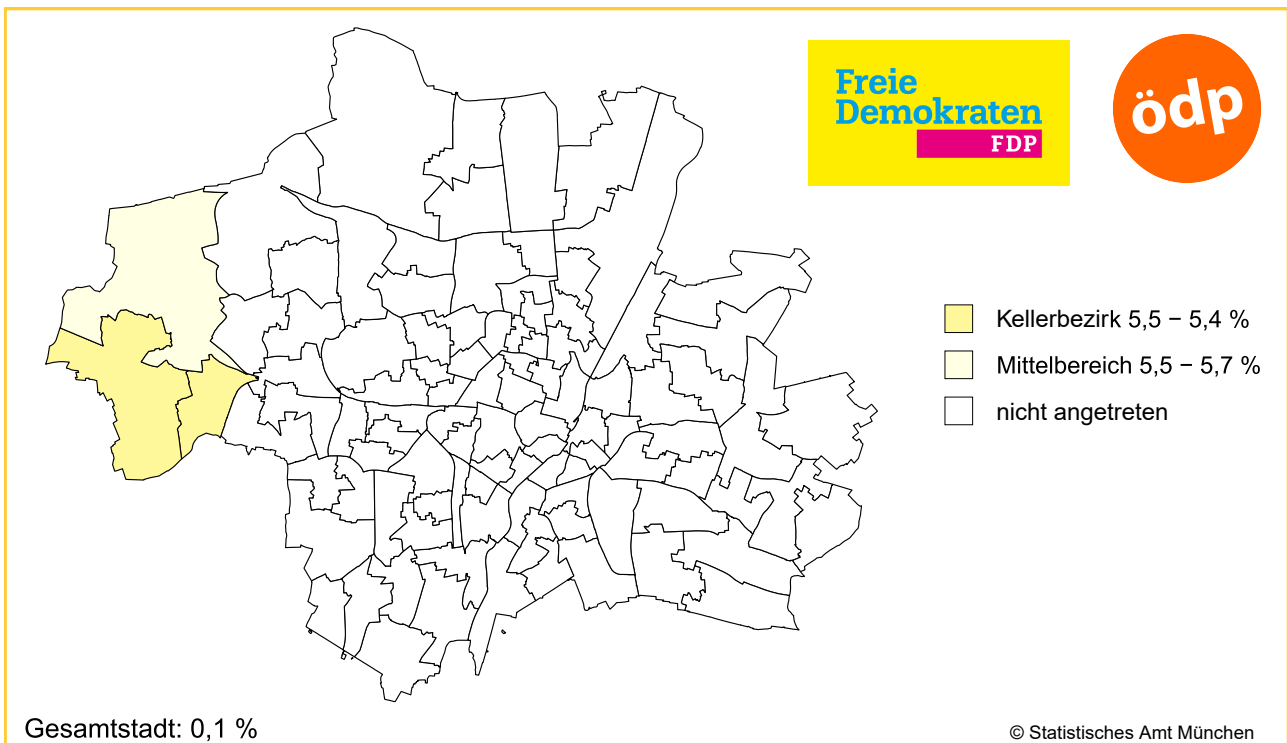 Freie
Demokraten
FDP
ödp
Kellerbezirk 5,5 – 5,4 %
Mittelbereich 5,5 – 5,7 %
nicht angetreten
Gesamtstadt: 0,1 %
© Statistisches Amt München